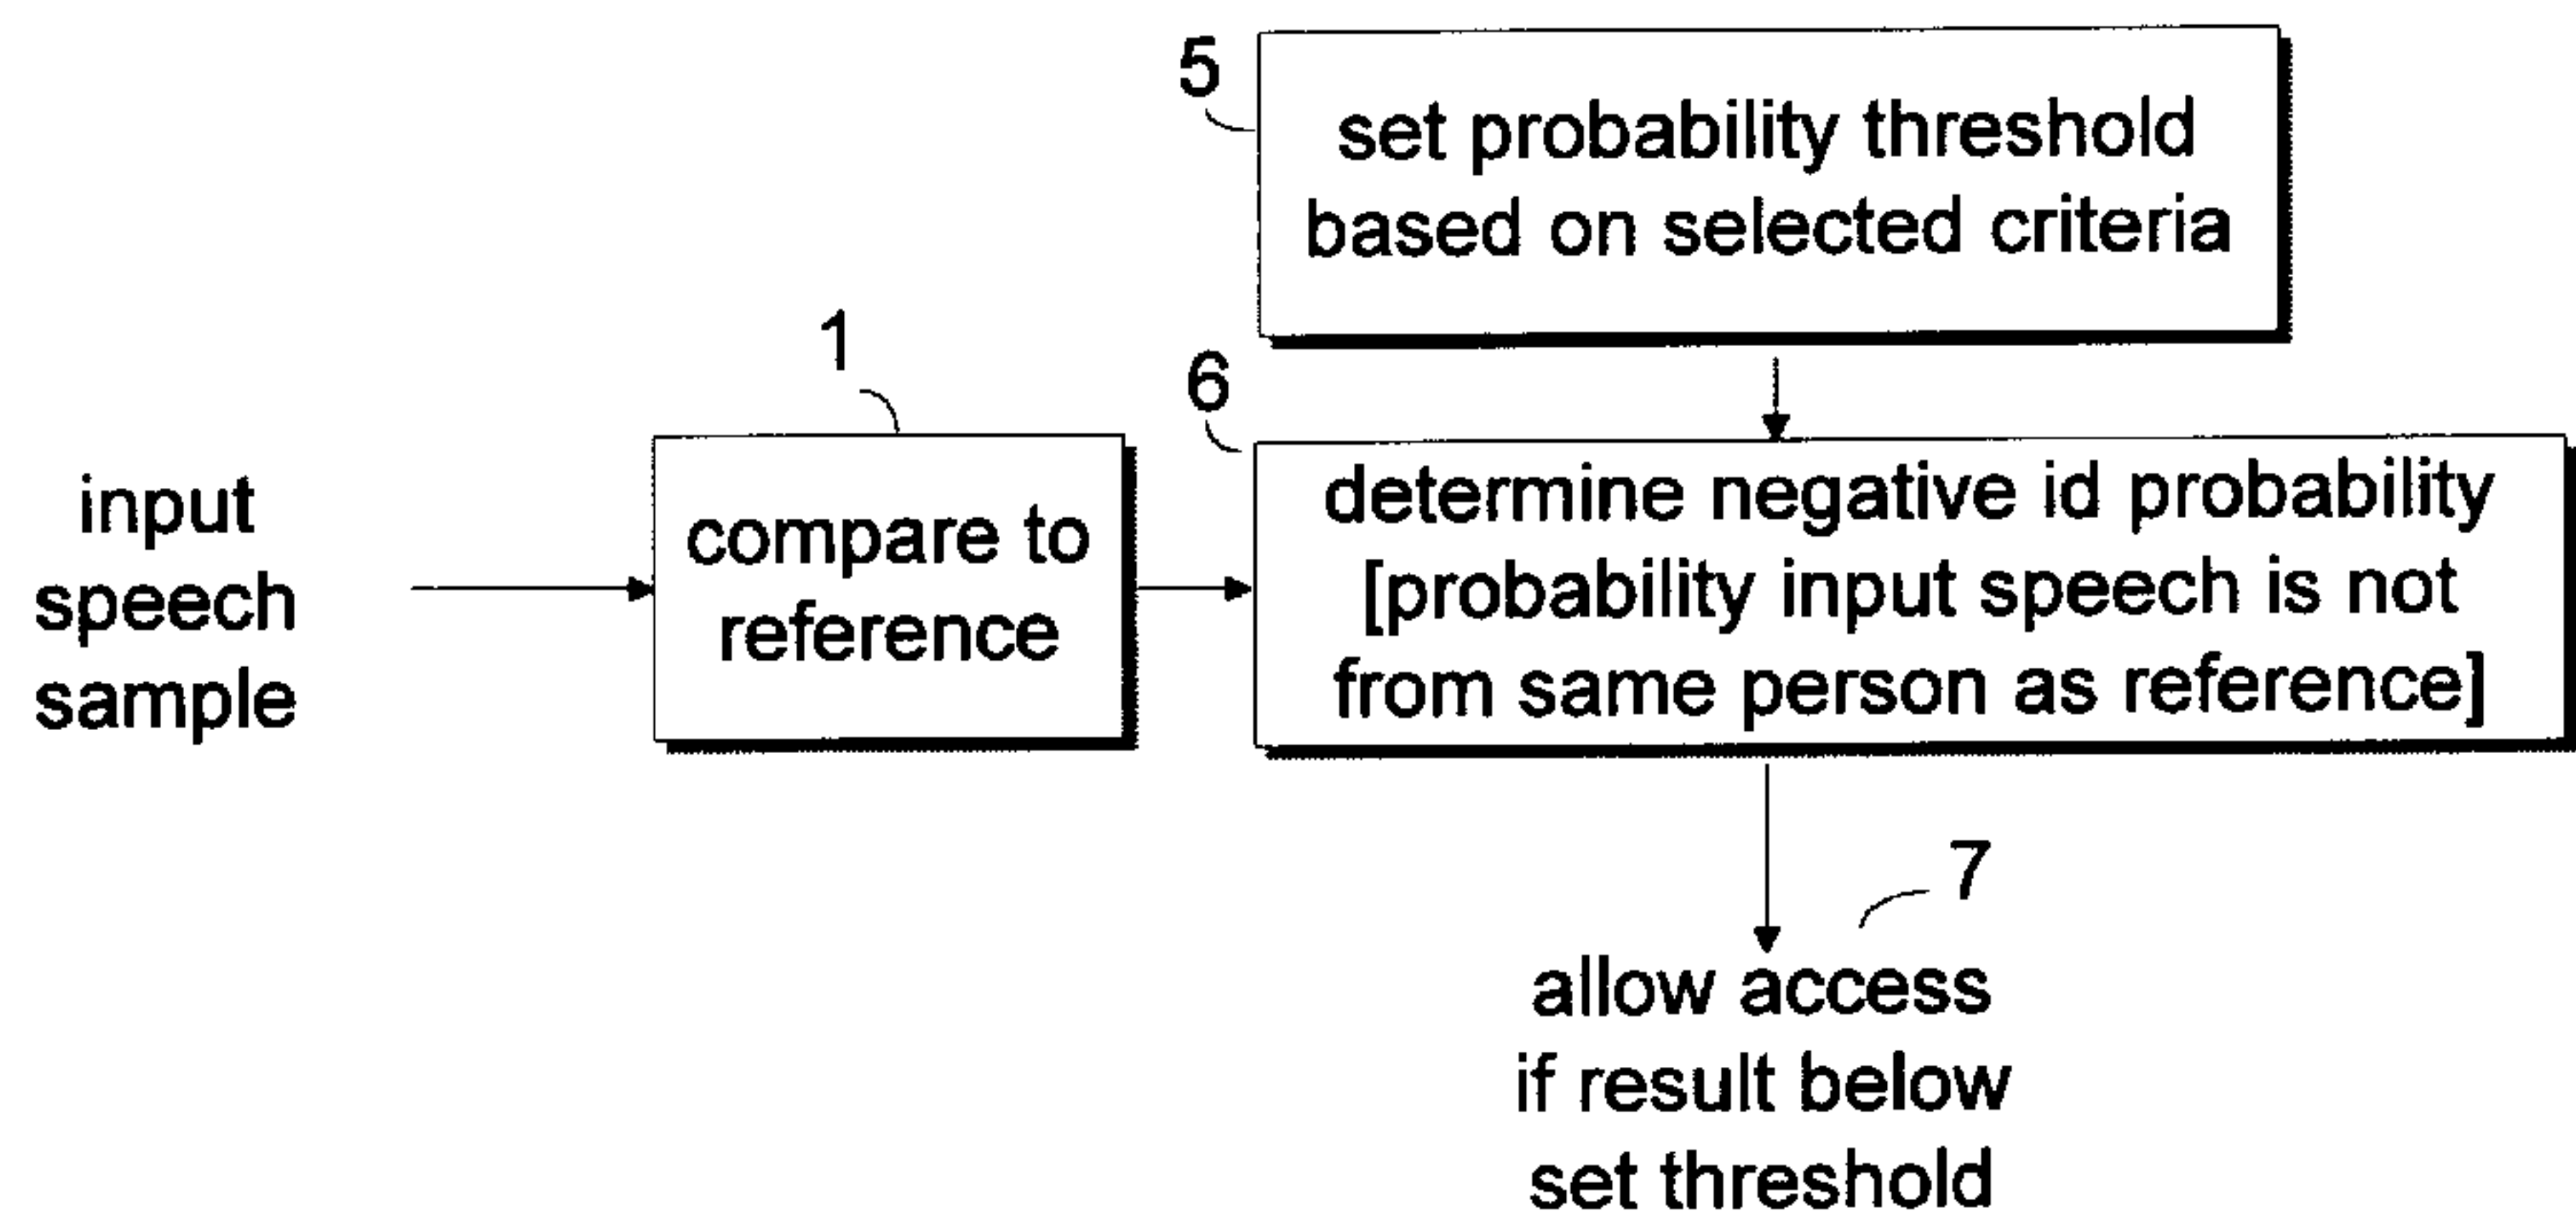 5
set probability threshold
based on selected criteria
1
6
input
speech
sample
compare to
reference
determine negative id probability
[probability input speech is not
from same person as reference]
7
allow access
if result below
set threshold